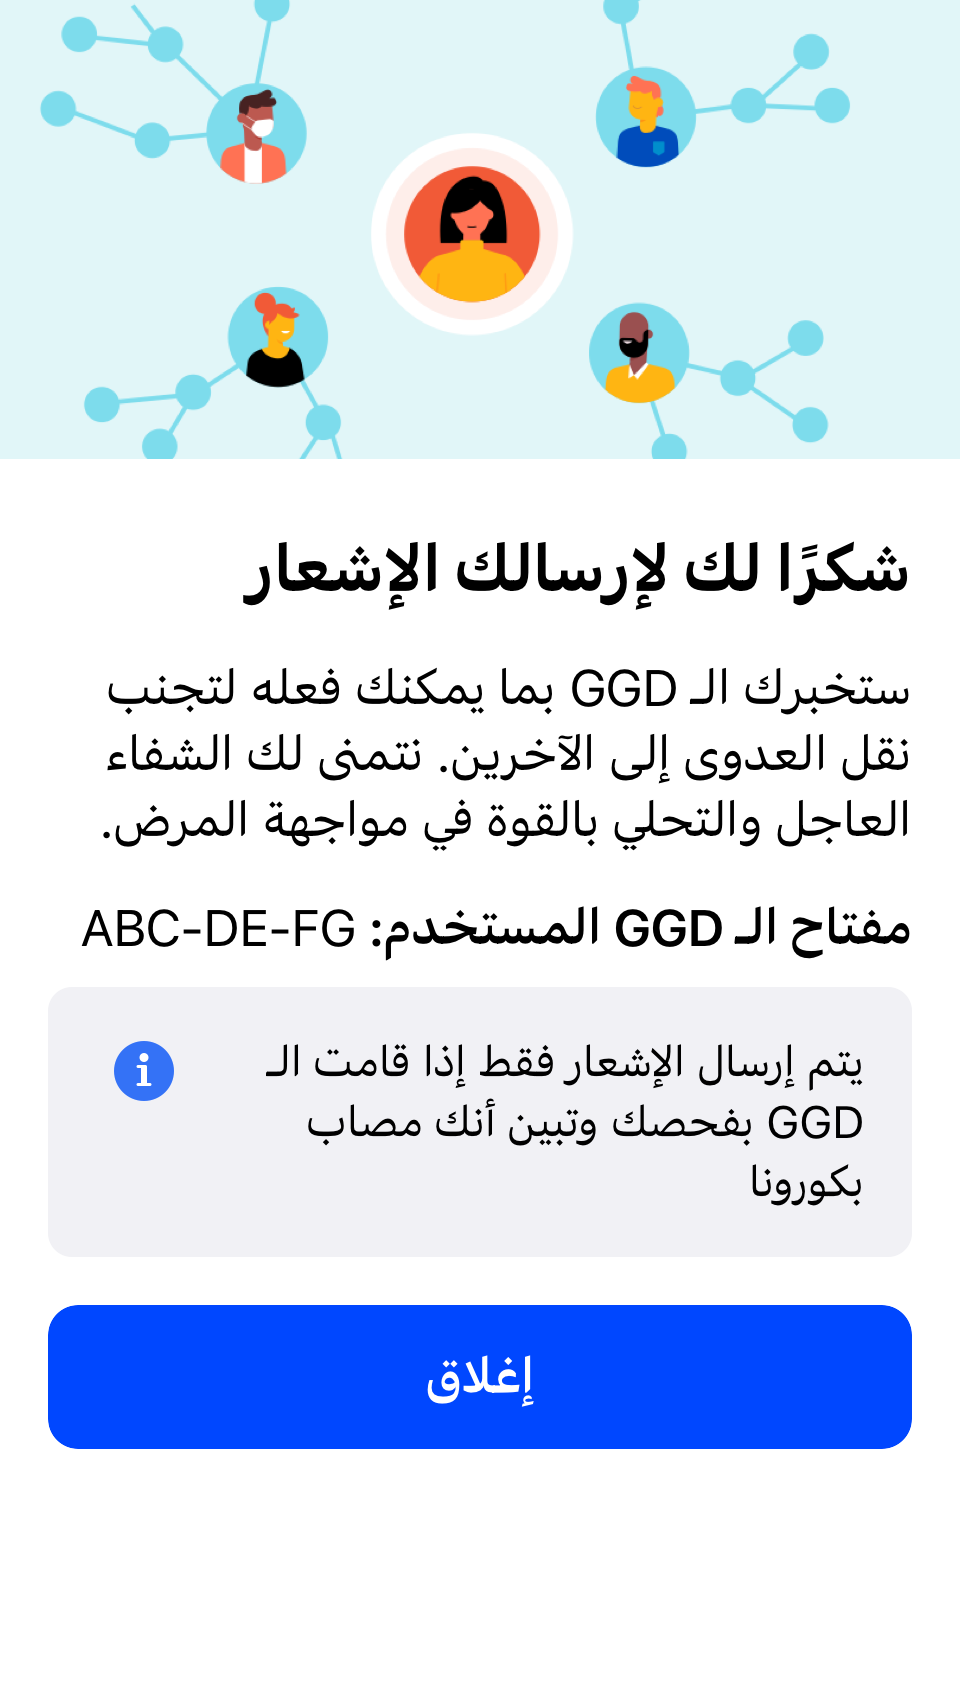 شكرًا لك لإرسالك الإشعار
ستخبرك الـ GGD بما يمكنك فعله لتجنب
نقل العدوى إلى الآخرين. نتمنى لك الشفاء
العاجل والتحلي بالقوة في مواجهة المرض.
مفتاح الـ GGD المستخدم: ABC-DE-FG
يتم إرسال الإشعار فقط إذا قامت الـ
GGD بفحصك وتبين أنك مصاب
بكورونا
إغلاق